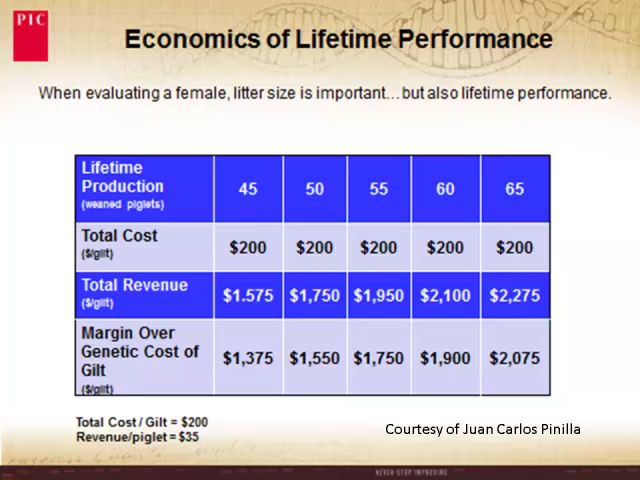 PIC
Economics of Lifetime Performance
When evaluating a female, litter size is important…but also lifetime performance.
Lifetime
Production
(weaned piglets)
45 50 55 60 65
Total Cost
($/gilt)
$200 $200 $200 $200 $200
Total Revenue
($/gilt)
$1.575 $1,750 $1,950 $2,100 $2,275
Margin Over
Genetic Cost of
Gilt
($/gilt)
$1,375 $1,550 $1,750 $1,900 $2,075
Total Cost / Gilt = $200
Revenue/piglet = $35
Courtesy of Juan Carlos Pinilla
NEVER STOP IMPROVING